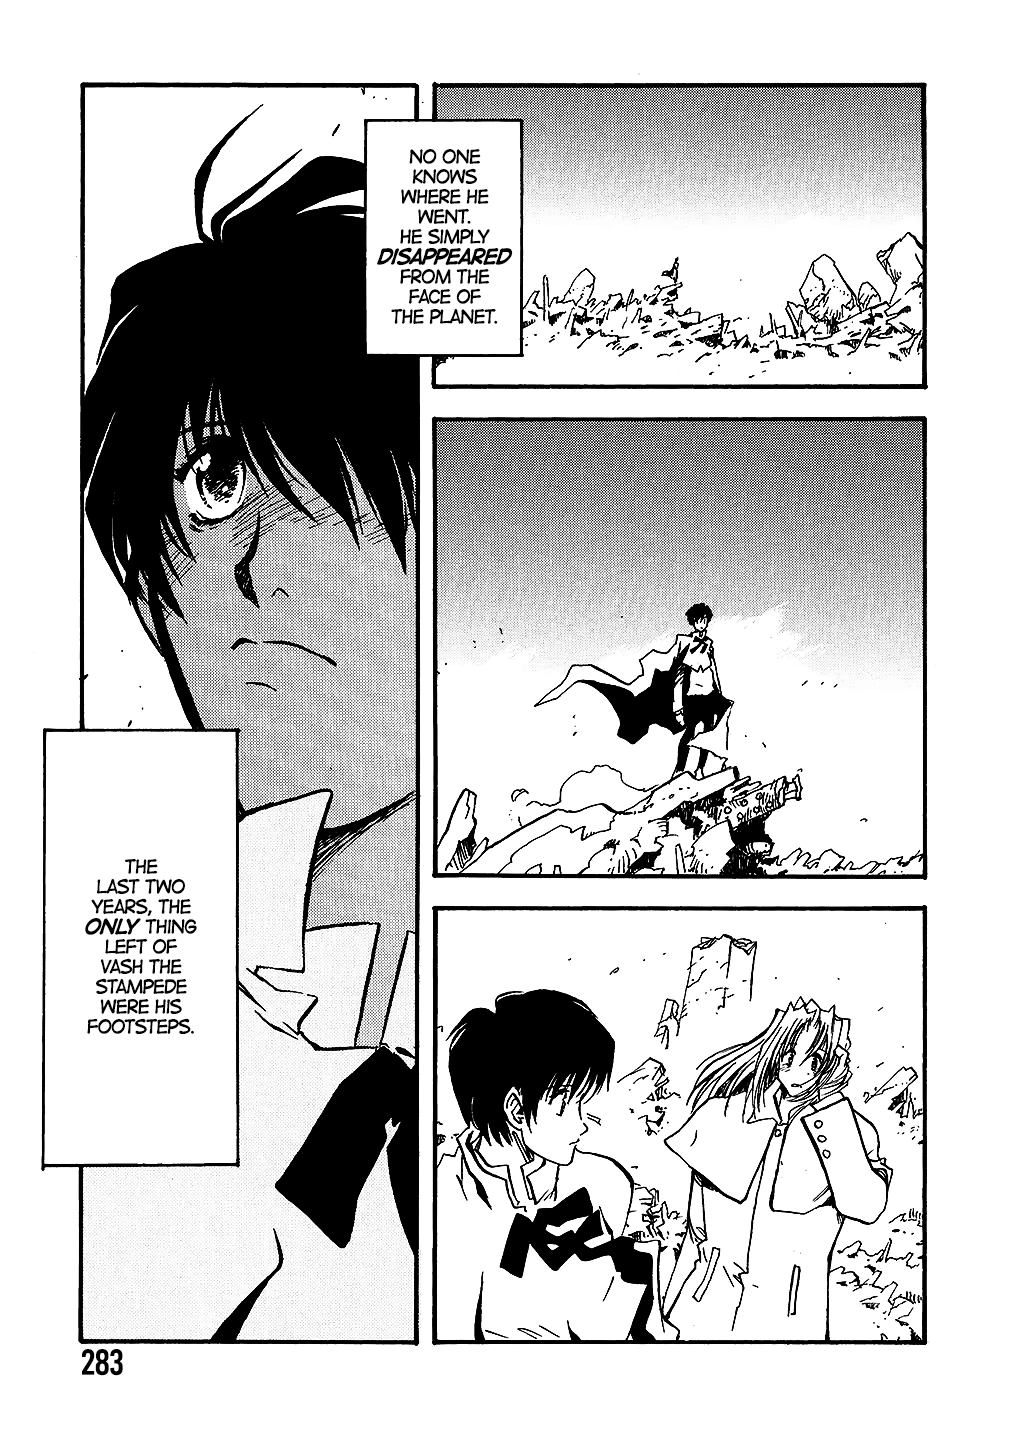 NO ONE
KNOWS
WHERE HE
WENT.
HE SIMPLY
DISAPPEARED
FROM THE
FACE OF
THE PLANET.
THE
LAST TWO
YEARS, THE
ONLY THING
LEFT OF
VASH THE
STAMPEDE
WERE HIS
FOOTSTEPS.
283